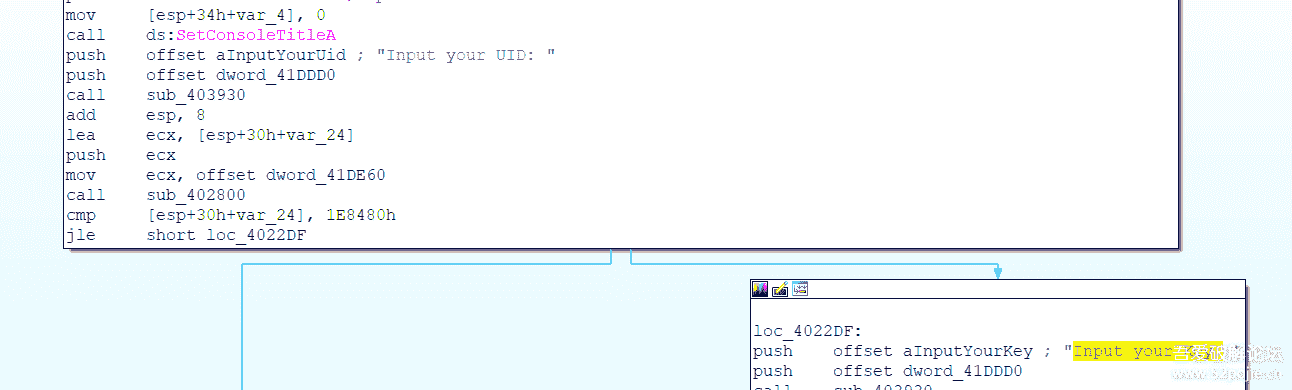 mov     [esp+34h+var_4], 0
call    ds:SetConsoleTitleA
push    offset aInputYourUid ; "Input your UID: "
push    offset dword_41DDD0
call    sub_403930
add     esp, 8
lea     ecx, [esp+30h+var_24]
push    ecx
mov     ecx, offset dword_41DE60
call    sub_402800
cmp     [esp+30h+var_24], 1E8480h
jle     short loc_4022DF
loc_4022DF:
push    offset aInputYourKey ; "Input your
push    offset dword_41DDD0